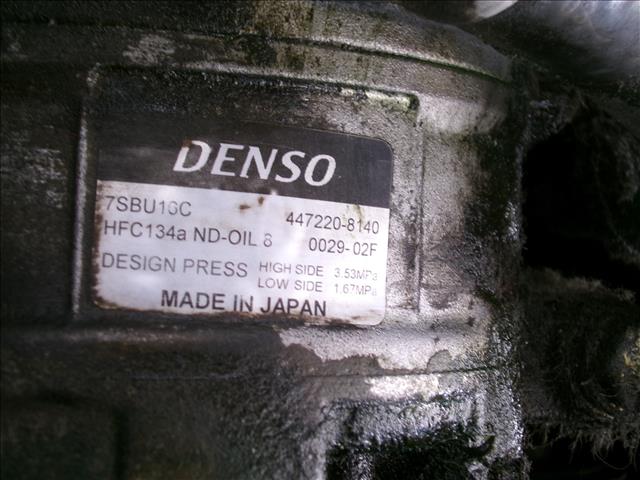 DENSO
7SBU16C 447220-8140
HFC134a ND-OIL 8 0029-02F
DESIGN PRESS HIGH SIDE 3.53MPa
LOW SIDE 1.67MPa
MADE IN JAPAN